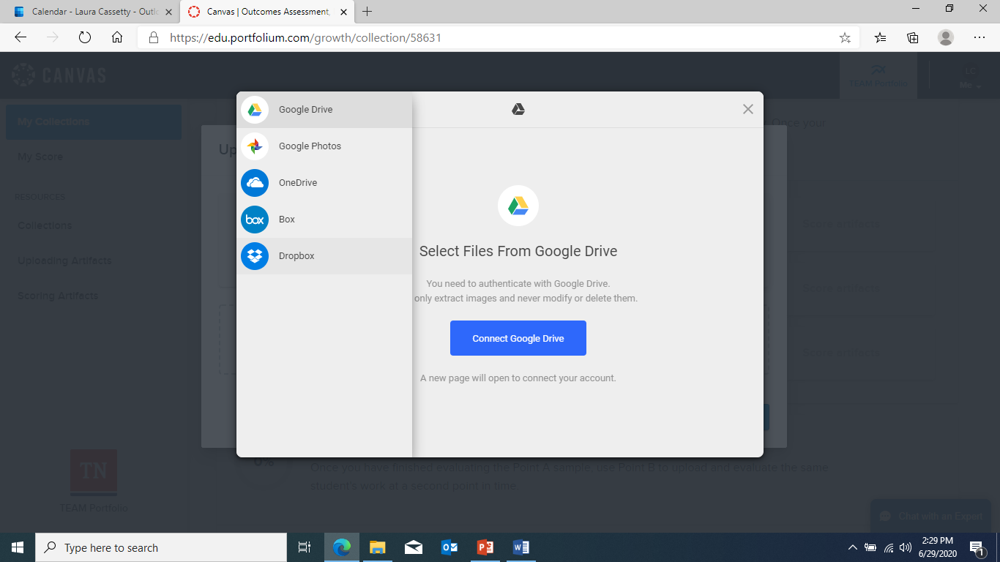 Calendar - Laura Cassetty - Outl
Canvas | Outcomes Assessment,
https://edu.portfolium.com/growth/collection/58631
CANVAS
TEAM Portfolio
LC
Me
My Collections
My Score
RESOURCES
Collections
Uploading Artifacts
Scoring Artifacts
TN
TEAM Portfolio
Once your
Up
Google Drive
Google Photos
OneDrive
box
Box
Dropbox
Select Files From Google Drive
You need to authenticate with Google Drive.
only extract images and never modify or delete them.
Connect Google Drive
A new page will open to connect your account.
Score artifacts
Score artifacts
Score artifacts
0%
Once you have finished evaluating the Point A sample, use Point B to upload and evaluate the same
student's work at a second point in time
Chat with an Expert
Type here to search
2:29 PM
6/29/2020
1